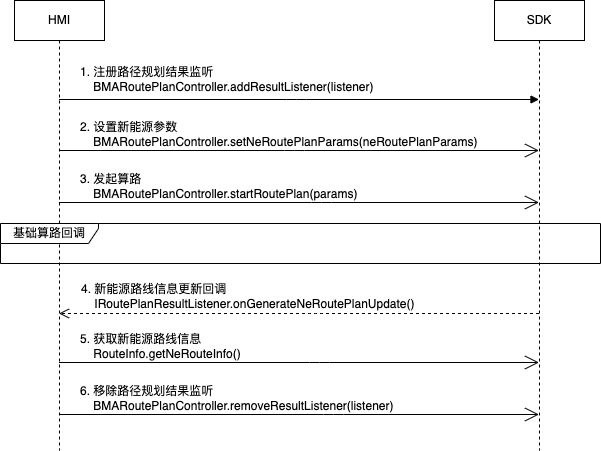 HMI
SDK
1. 注册路径规划结果监听
BMARoutePlanController.addResultListener(listener)
2. 设置新能源参数
BMARoutePlanController.setNeRoutePlanParams(neRoutePlanParams)
3. 发起算路
BMARoutePlanController.startRoutePlan(params)
基础算路回调
4. 新能源路线信息更新回调
IRoutePlanResultListener.onGenerateNeRoutePlanUpdate()
5. 获取新能源路线信息
RouteInfo.getNeRouteInfo()
6. 移除路径规划结果监听
BMARoutePlanController.removeResultListener(listener)